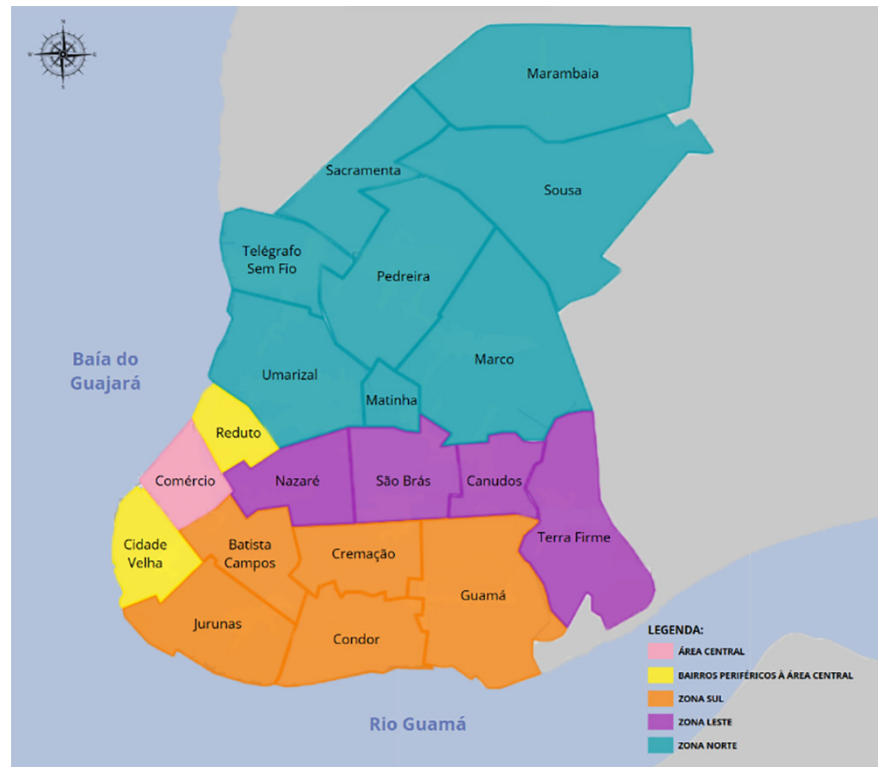 N
W
E
S
Marambaia
Sacramenta
Sousa
Telégrafo
Sem Fio
Pedreira
Umarizal
Marco
Matinha
Baía do
Guajará
Reduto
Comércio
Nazaré
São Brás
Canudos
Cidade
Velha
Batista
Campos
Cremação
Terra Firme
Guamá
Jurunas
Condor
Rio Guamá
LEGENDA:
ÁREA CENTRAL
BAIRROS PERIFÉRICOS À ÁREA CENTRAL
ZONA SUL
ZONA LESTE
ZONA NORTE